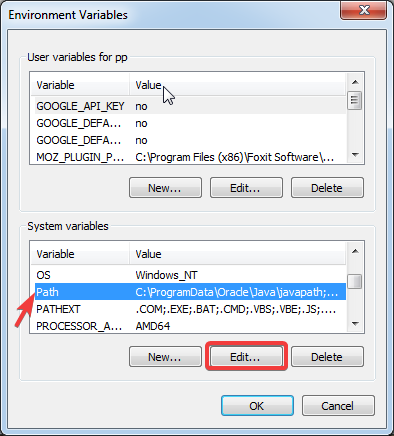 Environment Variables
User variables for pp
Variable Value
GOOGLE_API_KEY no
GOOGLE_DEFA... no
GOOGLE_DEFA... no
MOZ_PLUGIN_P... C:\Program Files (x86)\Foxit Software\...
New... Edit... Delete
System variables
Variable Value
OS Windows_NT
Path C:\ProgramData\Oracle\Java\javapath;...
PATHEXT .COM;.EXE;.BAT;.CMD;.VBS;.VBE;.JS;....
PROCESSOR_A... AMD64
New... Edit... Delete
OK Cancel